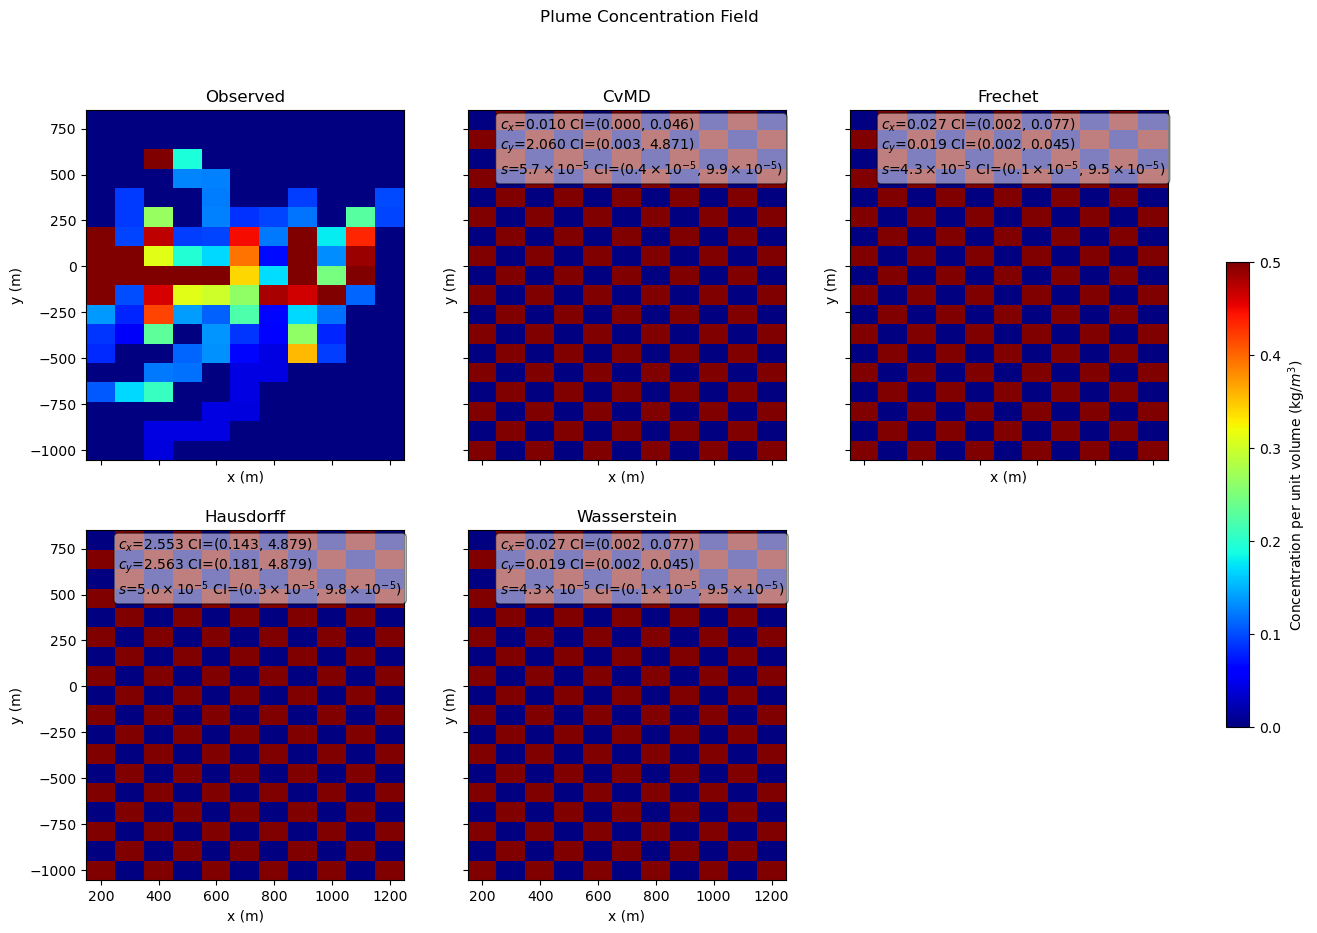 Plume Concentration Field
Observed
750
500
250
0
−250
−500
−750
−1000
y (m)
x (m)
CvMD
$c_x$=0.010 CI=(0.000, 0.046)
$c_y$=2.060 CI=(0.003, 4.871)
$s$=5.7 × 10⁻⁵ CI=(0.4 × 10⁻⁵, 9.9 × 10⁻⁵)
y (m)
x (m)
Frechet
$c_x$=0.027 CI=(0.002, 0.077)
$c_y$=0.019 CI=(0.002, 0.045)
$s$=4.3 × 10⁻⁵ CI=(0.1 × 10⁻⁵, 9.5 × 10⁻⁵)
y (m)
x (m)
Hausdorff
$c_x$=2.553 CI=(0.143, 4.879)
$c_y$=2.563 CI=(0.181, 4.879)
$s$=5.0 × 10⁻⁵ CI=(0.3 × 10⁻⁵, 9.8 × 10⁻⁵)
750
500
250
0
−250
−500
−750
−1000
y (m)
200 400 600 800 1000 1200
x (m)
Wasserstein
$c_x$=0.027 CI=(0.002, 0.077)
$c_y$=0.019 CI=(0.002, 0.045)
$s$=4.3 × 10⁻⁵ CI=(0.1 × 10⁻⁵, 9.5 × 10⁻⁵)
y (m)
200 400 600 800 1000 1200
x (m)
0.5
0.4
0.3
0.2
0.1
0.0
Concentration per unit volume (kg/$m^3$)